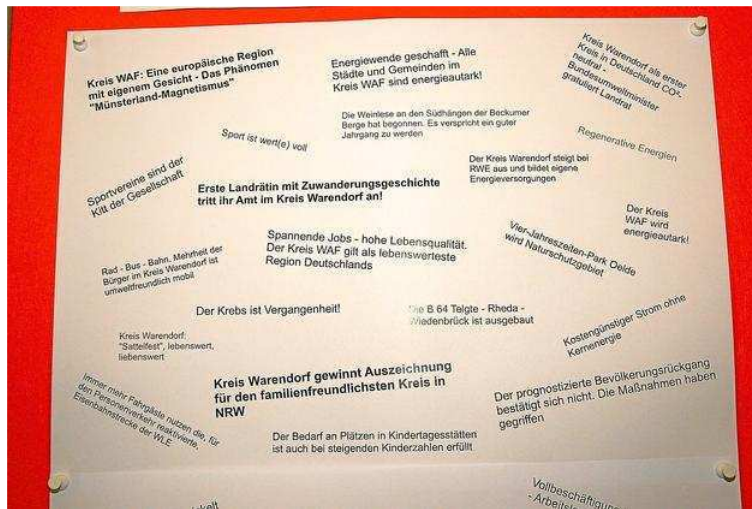 Kreis WAF: Eine europäische Region
mit eigenem Gesicht - Das Phänomen
"Münsterland-Magnetismus"
Energiewende geschafft - Alle
Städte und Gemeinden im
Kreis WAF sind energieautark!
Kreis Warendorf als erster
Kreis in Deutschland CO²-
neutral -
Bundesumweltminister
gratuliert Landrat
Die Weinlese an den Südhängen der Beckumer
Berge hat begonnen. Es verspricht ein guter
Jahrgang zu werden
Sport ist wert(e) voll
Regenerative Energien
Sportvereine sind der
Kitt der Gesellschaft
Der Kreis Warendorf steigt bei
RWE aus und bildet eigene
Energieversorgungen
Erste Landrätin mit Zuwanderungsgeschichte
tritt ihr Amt im Kreis Warendorf an!
Der Kreis
WAF wird
energieautark!
Spannende Jobs - hohe Lebensqualität.
Der Kreis WAF gilt als lebenswerteste
Region Deutschlands
Vier-Jahreszeiten-Park Oelde
wird Naturschutzgebiet
Rad - Bus - Bahn. Mehrheit der
Bürger im Kreis Warendorf ist
umweltfreundlich mobil
Der Krebs ist Vergangenheit!
Die B 64 Telgte - Rheda -
Wiedenbrück ist ausgebaut
Kostengünstiger Strom ohne
Kernenergie
Kreis Warendorf:
"Sattelfest", lebenswert,
liebenswert
Kreis Warendorf gewinnt Auszeichnung
für den familienfreundlichsten Kreis in
NRW
Der prognostizierte Bevölkerungsrückgang
bestätigt sich nicht. Die Maßnahmen haben
gegriffen
Immer mehr Fahrgäste nutzen die, für
den Personenverkehr reaktivierte,
Eisenbahnstrecke der WLE
Der Bedarf an Plätzen in Kindertagesstätten
ist auch bei steigenden Kinderzahlen erfüllt